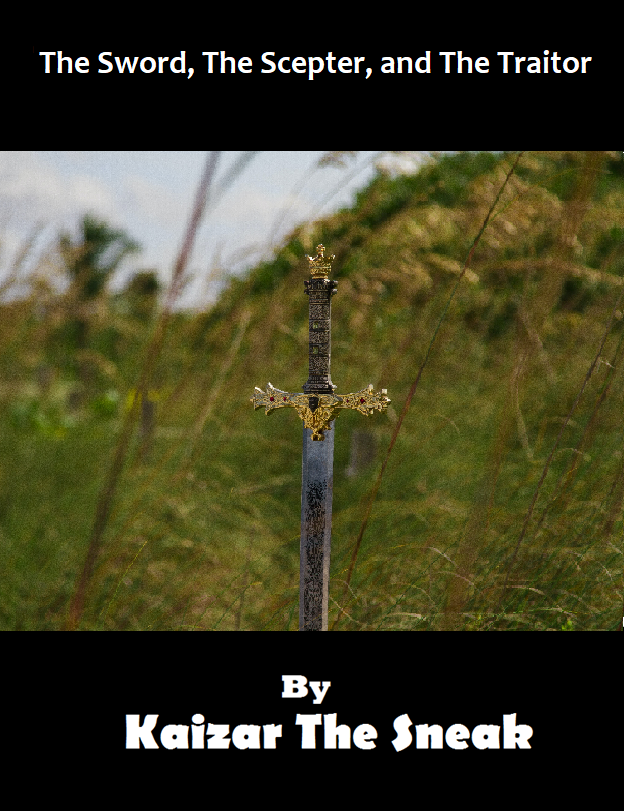 The Sword, The Scepter, and The Traitor
By
Kaizar The Sneak